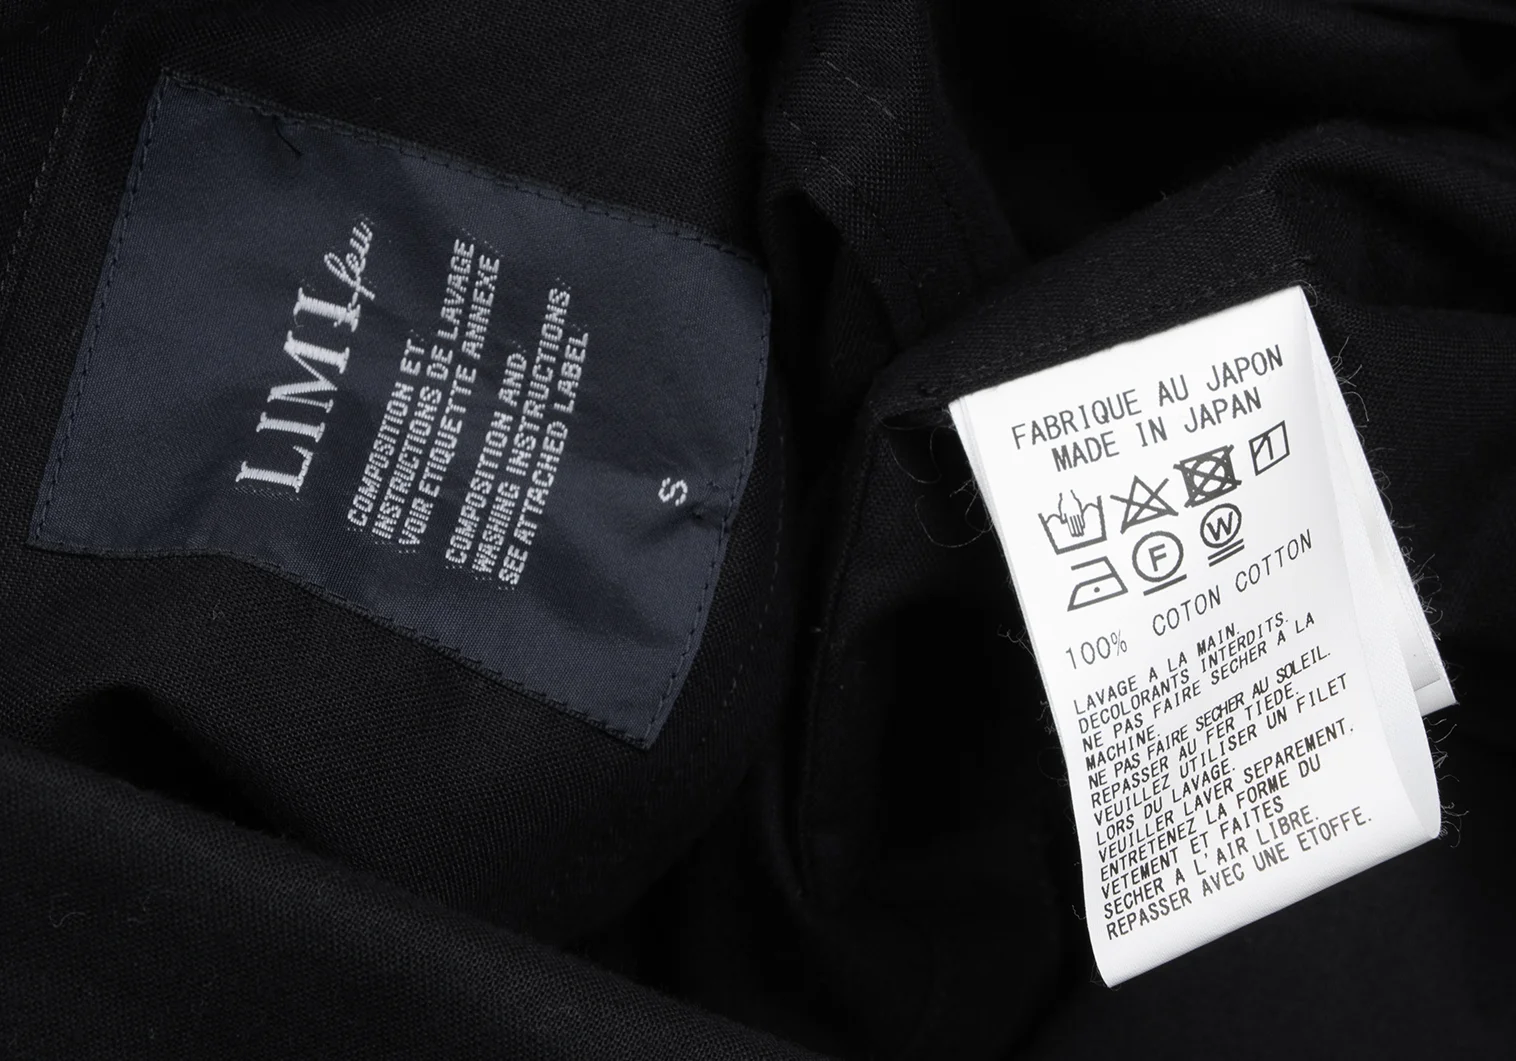 LIMI feu
COMPOSITION ET
INSTRUCTIONS DE LAVAGE
VOIR ETIQUETTE ANNEXE
COMPOSITION AND
WASHING INSTRUCTIONS:
SEE ATTACHED LABEL
S
FABRIQUE AU JAPON
MADE IN JAPAN
F
W
100% COTON COTTON
LAVAGE A LA MAIN.
DECOLORANTS INTERDITS.
NE PAS FAIRE SECHER A LA
MACHINE.
NE PAS FAIRE SECHER AU SOLEIL.
REPASSER AU FER TIEDE.
VEUILLEZ UTILISER UN FILET
LORS DU LAVAGE.
VEUILLER LAVER SEPAREMENT.
ENTRETENEZ LA FORME DU
VETEMENT ET FAITES
SECHER A L'AIR LIBRE.
REPASSER AVEC UNE ETOFFE.